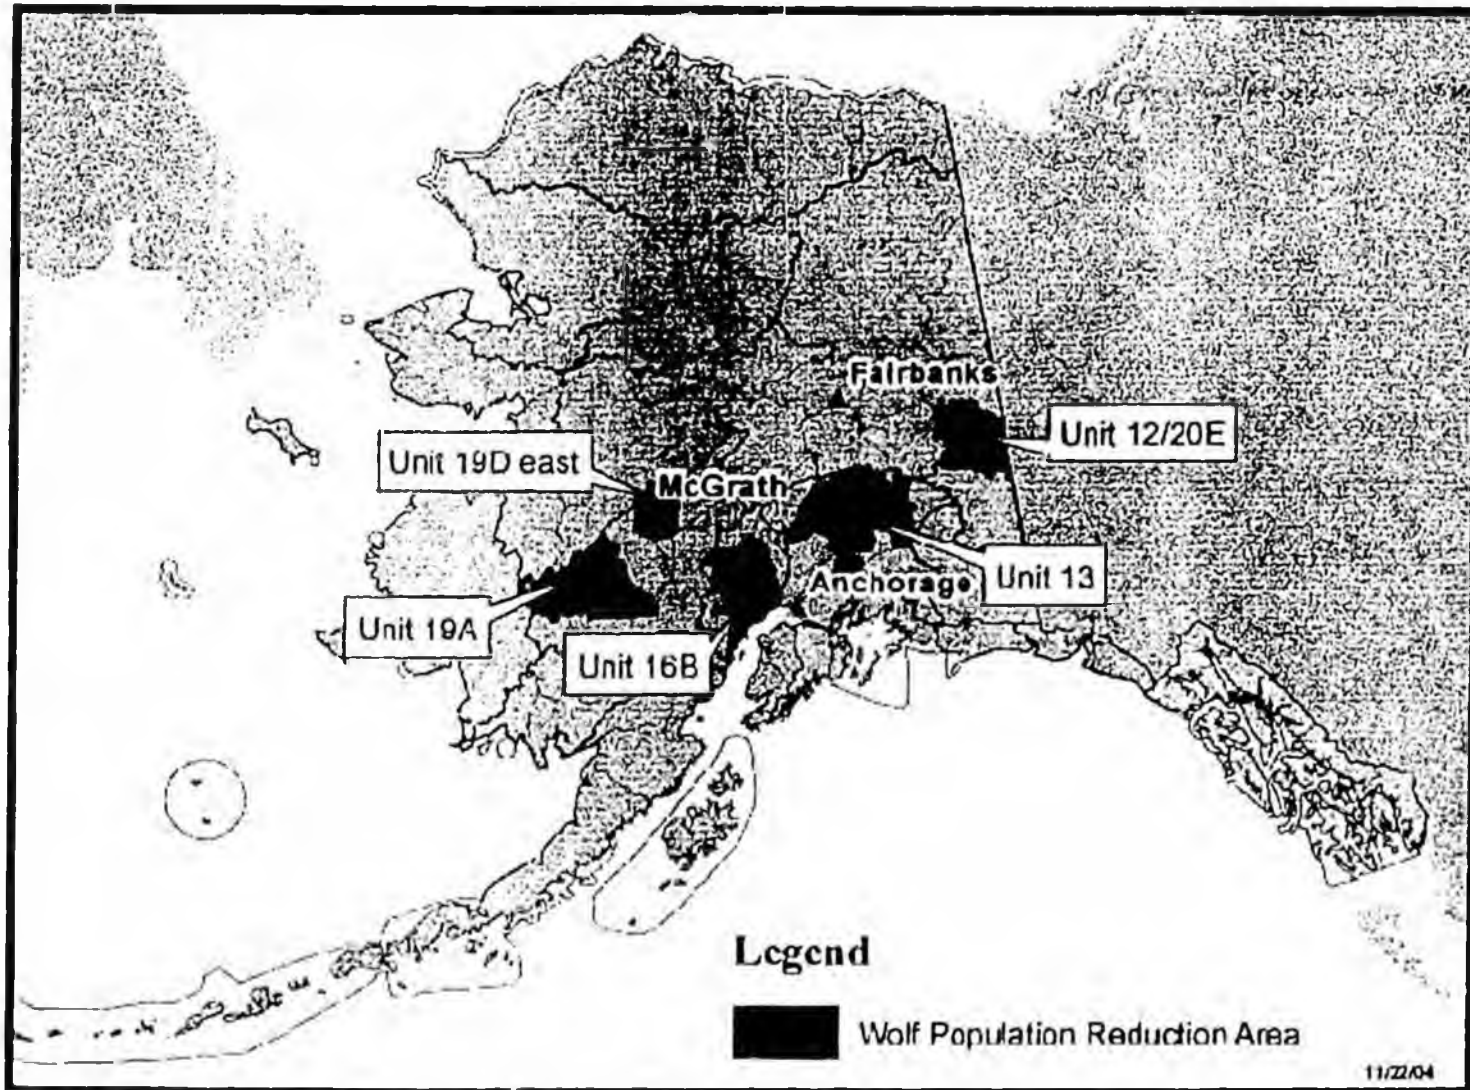 Fairbanks
Unit 12/20E
Unit 19D east
McGrath
Anchorage
Unit 13
Unit 19A
Unit 16B
Legend
Wolf Population Reduction Area
11/22/04